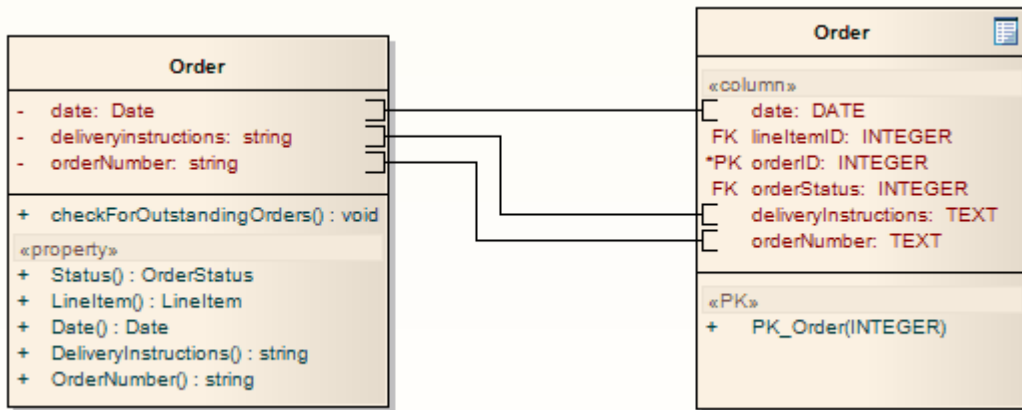 Order
- date: Date
- deliveryinstructions: string
- orderNumber: string
+ checkForOutstandingOrders() : void
«property»
+ Status() : OrderStatus
+ LineItem() : LineItem
+ Date() : Date
+ DeliveryInstructions() : string
+ OrderNumber() : string
Order
«column»
date: DATE
FK lineItemID: INTEGER
*PK orderID: INTEGER
FK orderStatus: INTEGER
deliveryInstructions: TEXT
orderNumber: TEXT
«PK»
+ PK_Order(INTEGER)